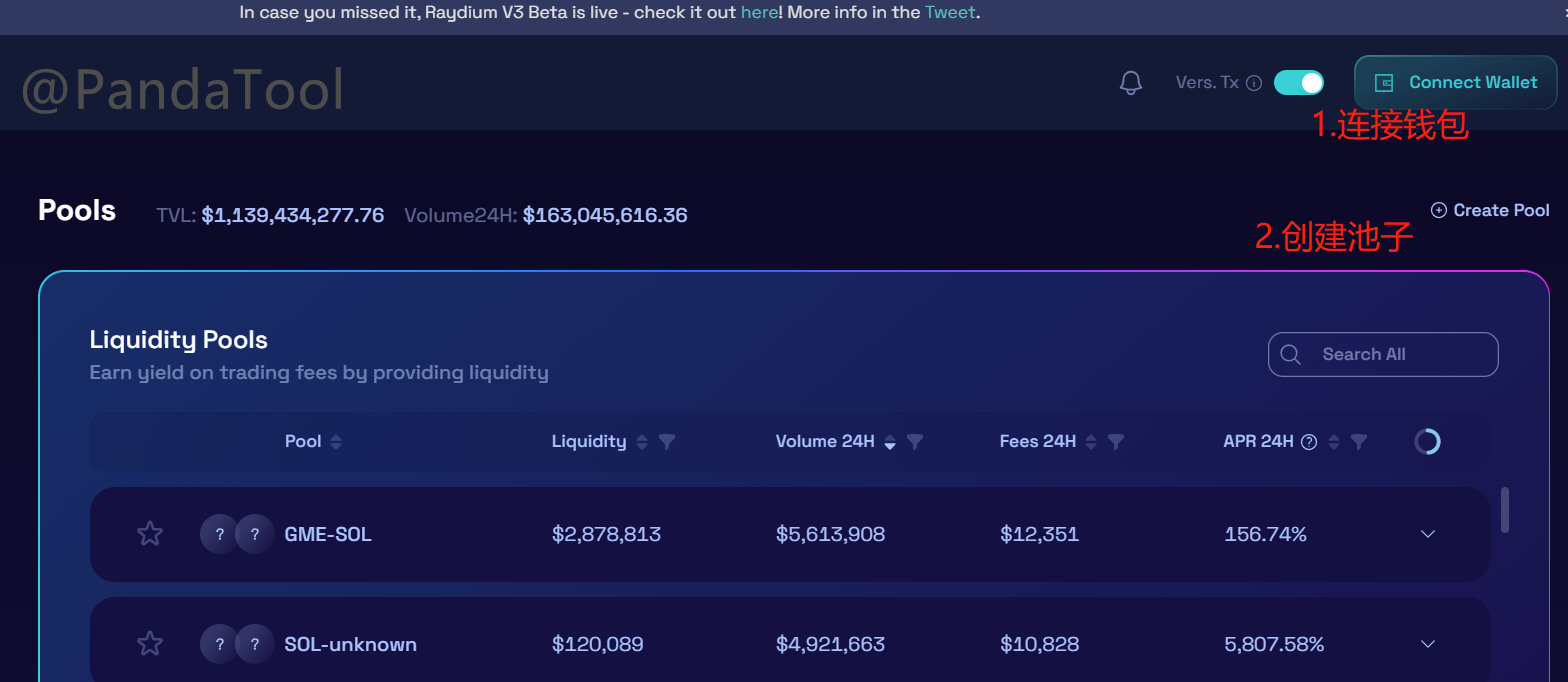 In case you missed it, Raydium V3 Beta is live - check it out here! More info in the Tweet.
@PandaTool
Vers. Tx
Connect Wallet
1.连接钱包
Pools TVL: $1,139,434,277.76 Volume24H: $163,045,616.36
Create Pool
2.创建池子
Liquidity Pools
Earn yield on trading fees by providing liquidity
Search All
Pool Liquidity Volume 24H Fees 24H APR 24H ?
? ? GME-SOL $2,878,813 $5,613,908 $12,351 156.74%
? ? SOL-unknown $120,089 $4,921,663 $10,828 5,807.58%